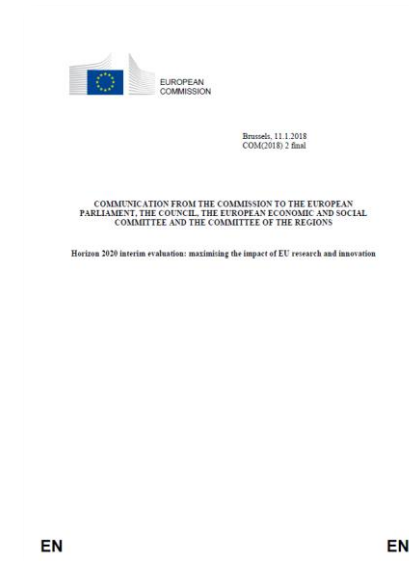 EUROPEAN
COMMISSION
Brussels, 11.1.2018
COM(2018) 2 final
COMMUNICATION FROM THE COMMISSION TO THE EUROPEAN
PARLIAMENT, THE COUNCIL, THE EUROPEAN ECONOMIC AND SOCIAL
COMMITTEE AND THE COMMITTEE OF THE REGIONS
Horizon 2020 interim evaluation: maximising the impact of EU research and innovation
EN EN